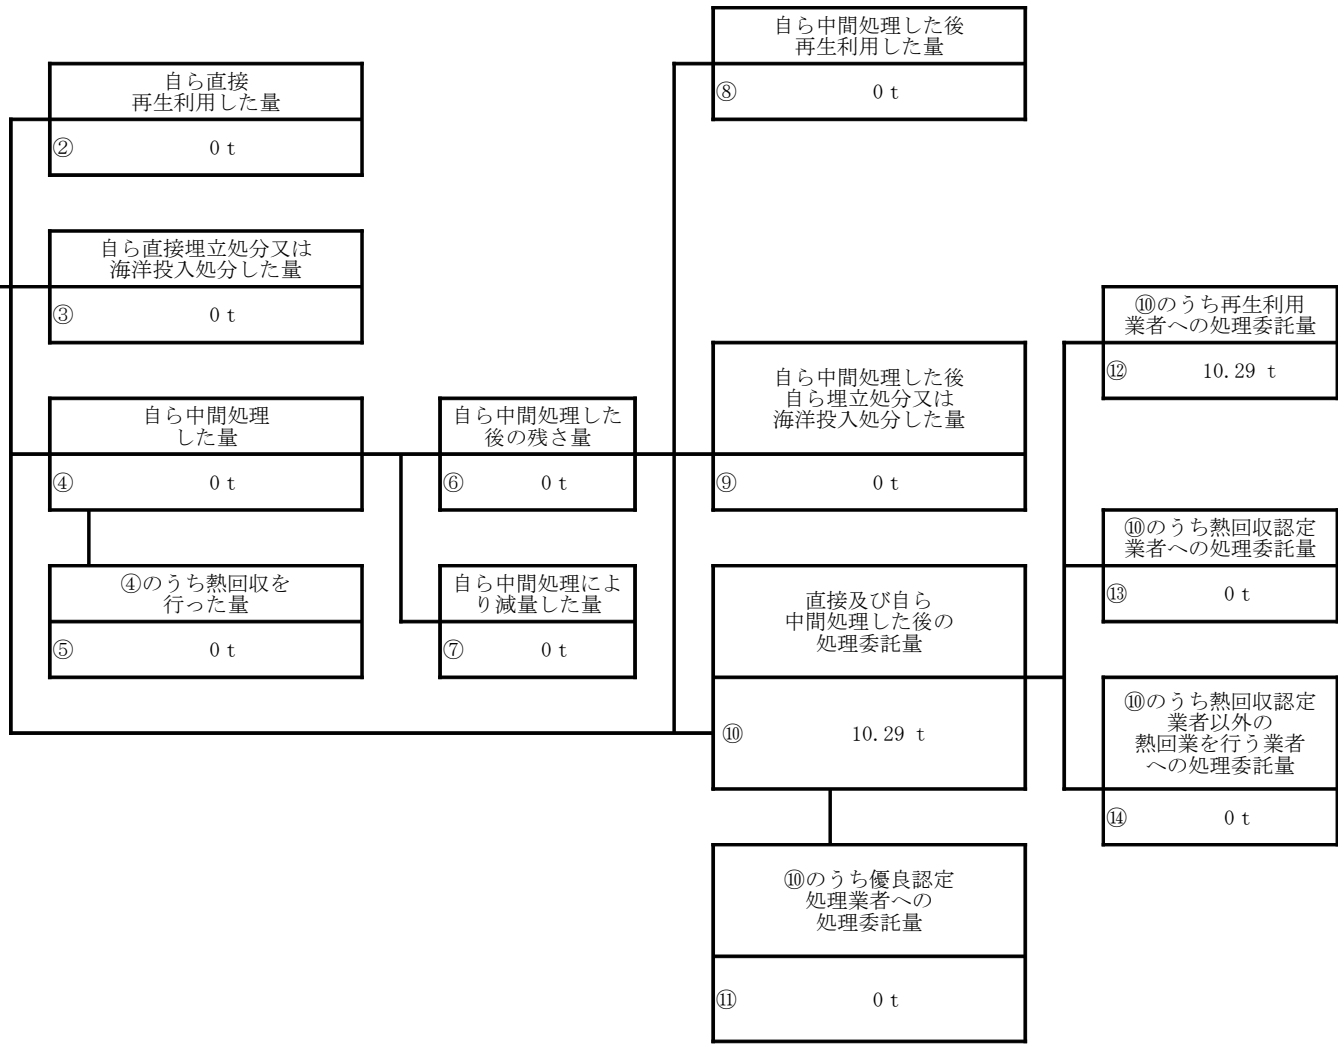 自ら中間処理した後
再生利用した量
⑧ 0 t
自ら直接
再生利用した量
② 0 t
自ら直接埋立処分又は
海洋投入処分した量
③ 0 t
⑩のうち再生利用
業者への処理委託量
⑫ 10.29 t
自ら中間処理した後
自ら埋立処分又は
海洋投入処分した量
⑨ 0 t
自ら中間処理
した量
④ 0 t
自ら中間処理した
後の残さ量
⑥ 0 t
⑩のうち熱回収認定
業者への処理委託量
⑬ 0 t
④のうち熱回収を
行った量
⑤ 0 t
自ら中間処理によ
り減量した量
⑦ 0 t
直接及び自ら
中間処理した後の
処理委託量
⑩ 10.29 t
⑩のうち熱回収認定
業者以外の
熱回業を行う業者
への処理委託量
⑭ 0 t
⑩のうち優良認定
処理業者への
処理委託量
⑪ 0 t